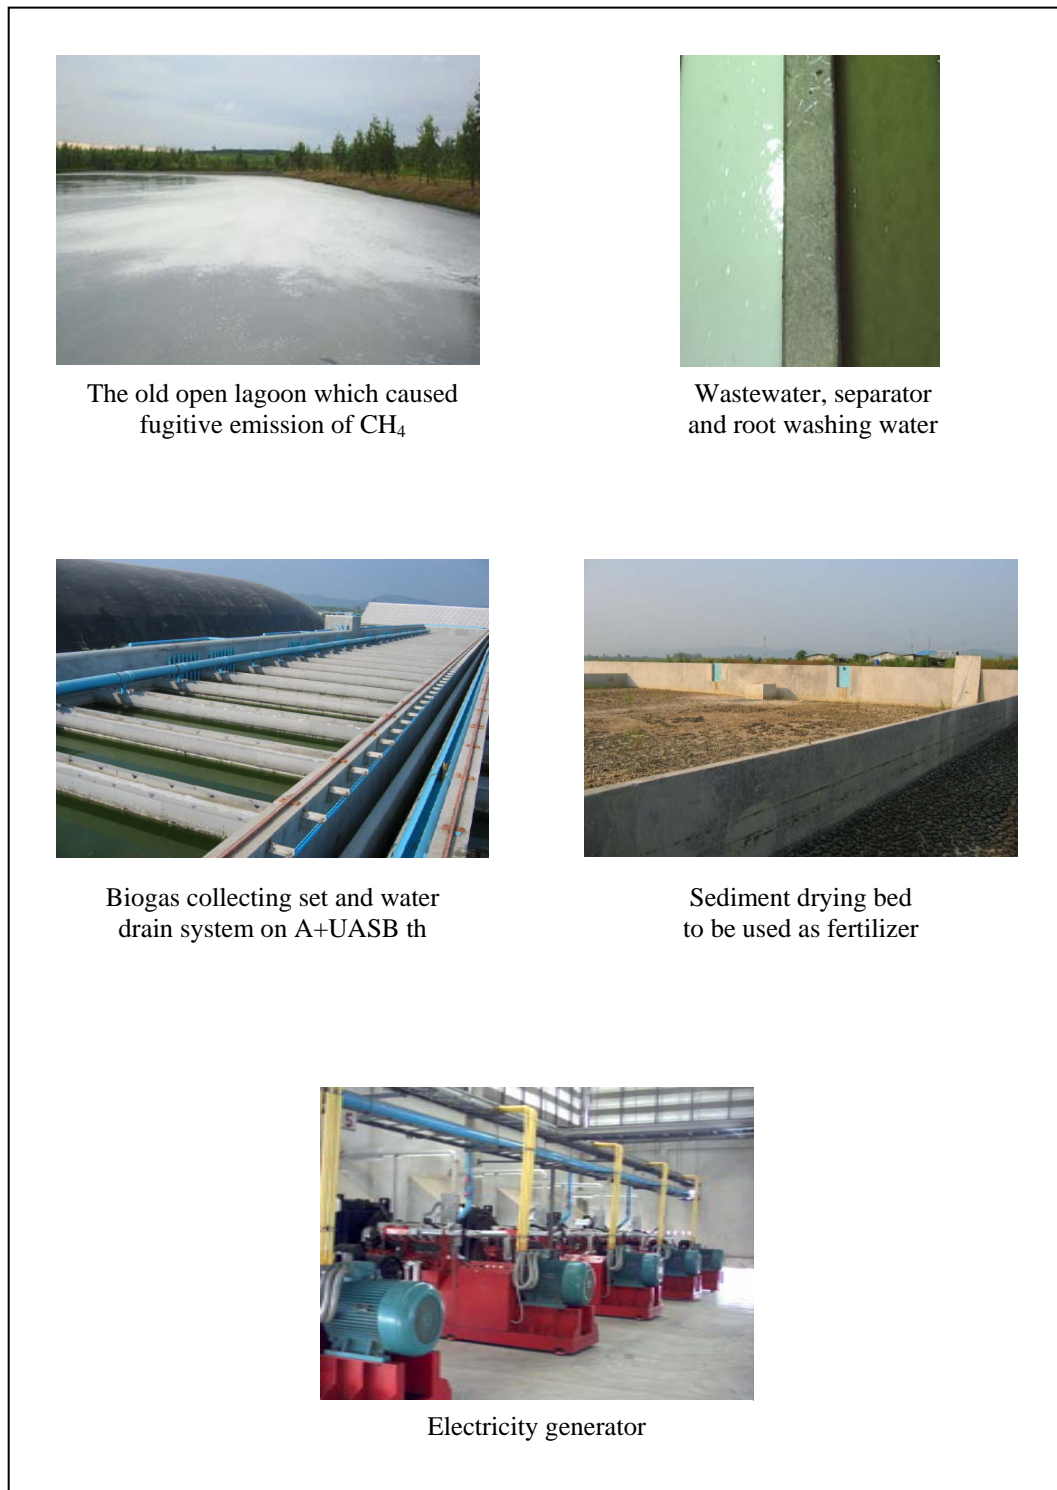 The old open lagoon which caused
fugitive emission of CH₄
Wastewater, separator
and root washing water
Biogas collecting set and water
drain system on A+UASB th
Sediment drying bed
to be used as fertilizer
5
Electricity generator